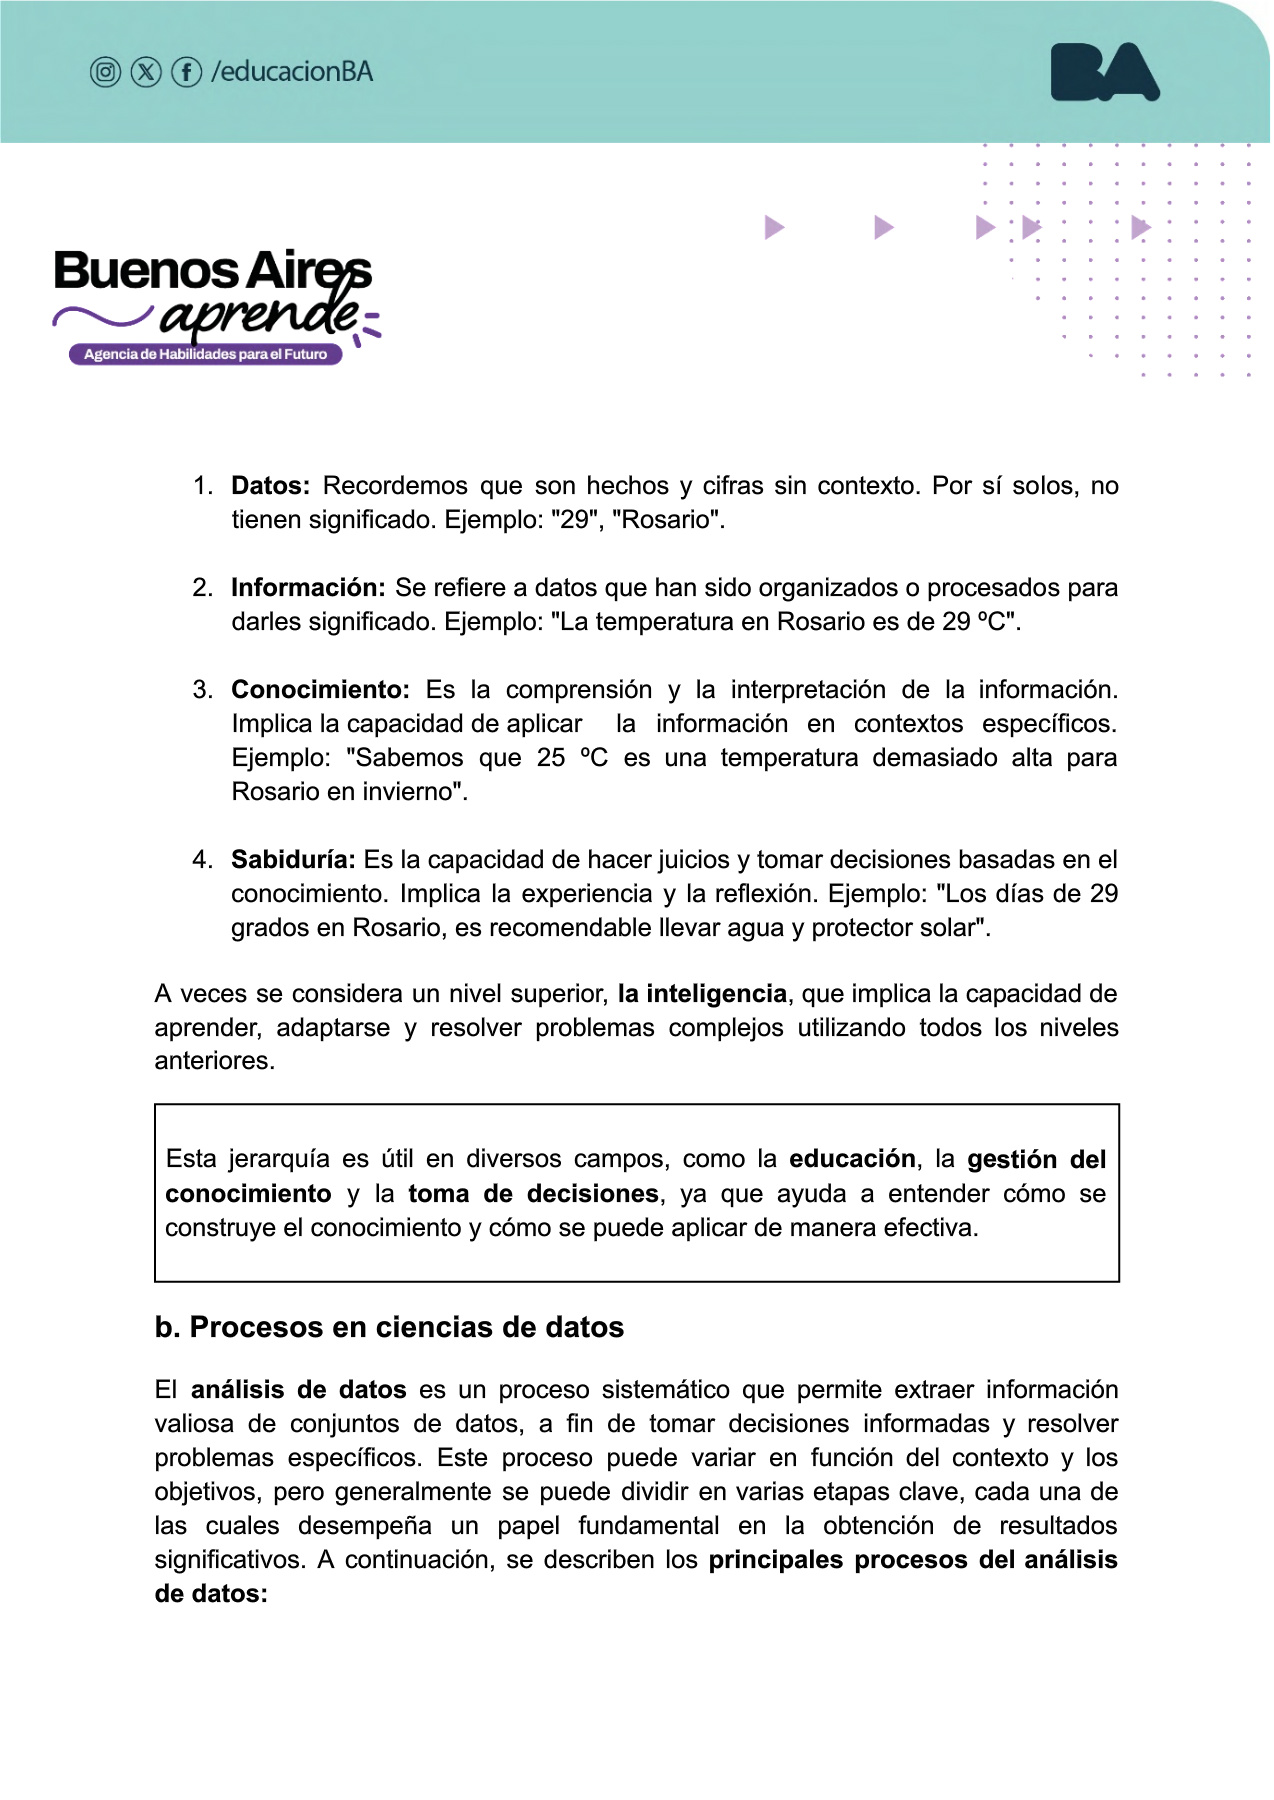 /educacionBA
BA
Buenos Aires
aprende
Agencia de Habilidades para el Futuro
1. Datos: Recordemos que son hechos y cifras sin contexto. Por sí solos, no
tienen significado. Ejemplo: "29", "Rosario".
2. Información: Se refiere a datos que han sido organizados o procesados para
darles significado. Ejemplo: "La temperatura en Rosario es de 29 ºC".
3. Conocimiento: Es la comprensión y la interpretación de la información.
Implica la capacidad de aplicar la información en contextos específicos.
Ejemplo: "Sabemos que 25 ºC es una temperatura demasiado alta para
Rosario en invierno".
4. Sabiduría: Es la capacidad de hacer juicios y tomar decisiones basadas en el
conocimiento. Implica la experiencia y la reflexión. Ejemplo: "Los días de 29
grados en Rosario, es recomendable llevar agua y protector solar".
A veces se considera un nivel superior, la inteligencia, que implica la capacidad de
aprender, adaptarse y resolver problemas complejos utilizando todos los niveles
anteriores.
Esta jerarquía es útil en diversos campos, como la educación, la gestión del
conocimiento y la toma de decisiones, ya que ayuda a entender cómo se
construye el conocimiento y cómo se puede aplicar de manera efectiva.
b. Procesos en ciencias de datos
El análisis de datos es un proceso sistemático que permite extraer información
valiosa de conjuntos de datos, a fin de tomar decisiones informadas y resolver
problemas específicos. Este proceso puede variar en función del contexto y los
objetivos, pero generalmente se puede dividir en varias etapas clave, cada una de
las cuales desempeña un papel fundamental en la obtención de resultados
significativos. A continuación, se describen los principales procesos del análisis
de datos: